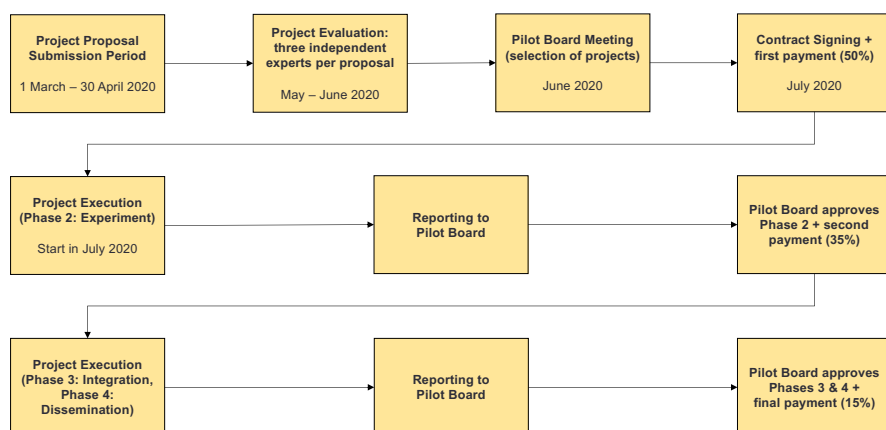 Project Proposal
Submission Period
1 March – 30 April 2020
Project Evaluation:
three independent
experts per proposal
May – June 2020
Pilot Board Meeting
(selection of projects)
June 2020
Contract Signing +
first payment (50%)
July 2020
Project Execution
(Phase 2: Experiment)
Start in July 2020
Reporting to
Pilot Board
Pilot Board approves
Phase 2 + second
payment (35%)
Project Execution
(Phase 3: Integration,
Phase 4:
Dissemination)
Reporting to
Pilot Board
Pilot Board approves
Phases 3 & 4 +
final payment (15%)